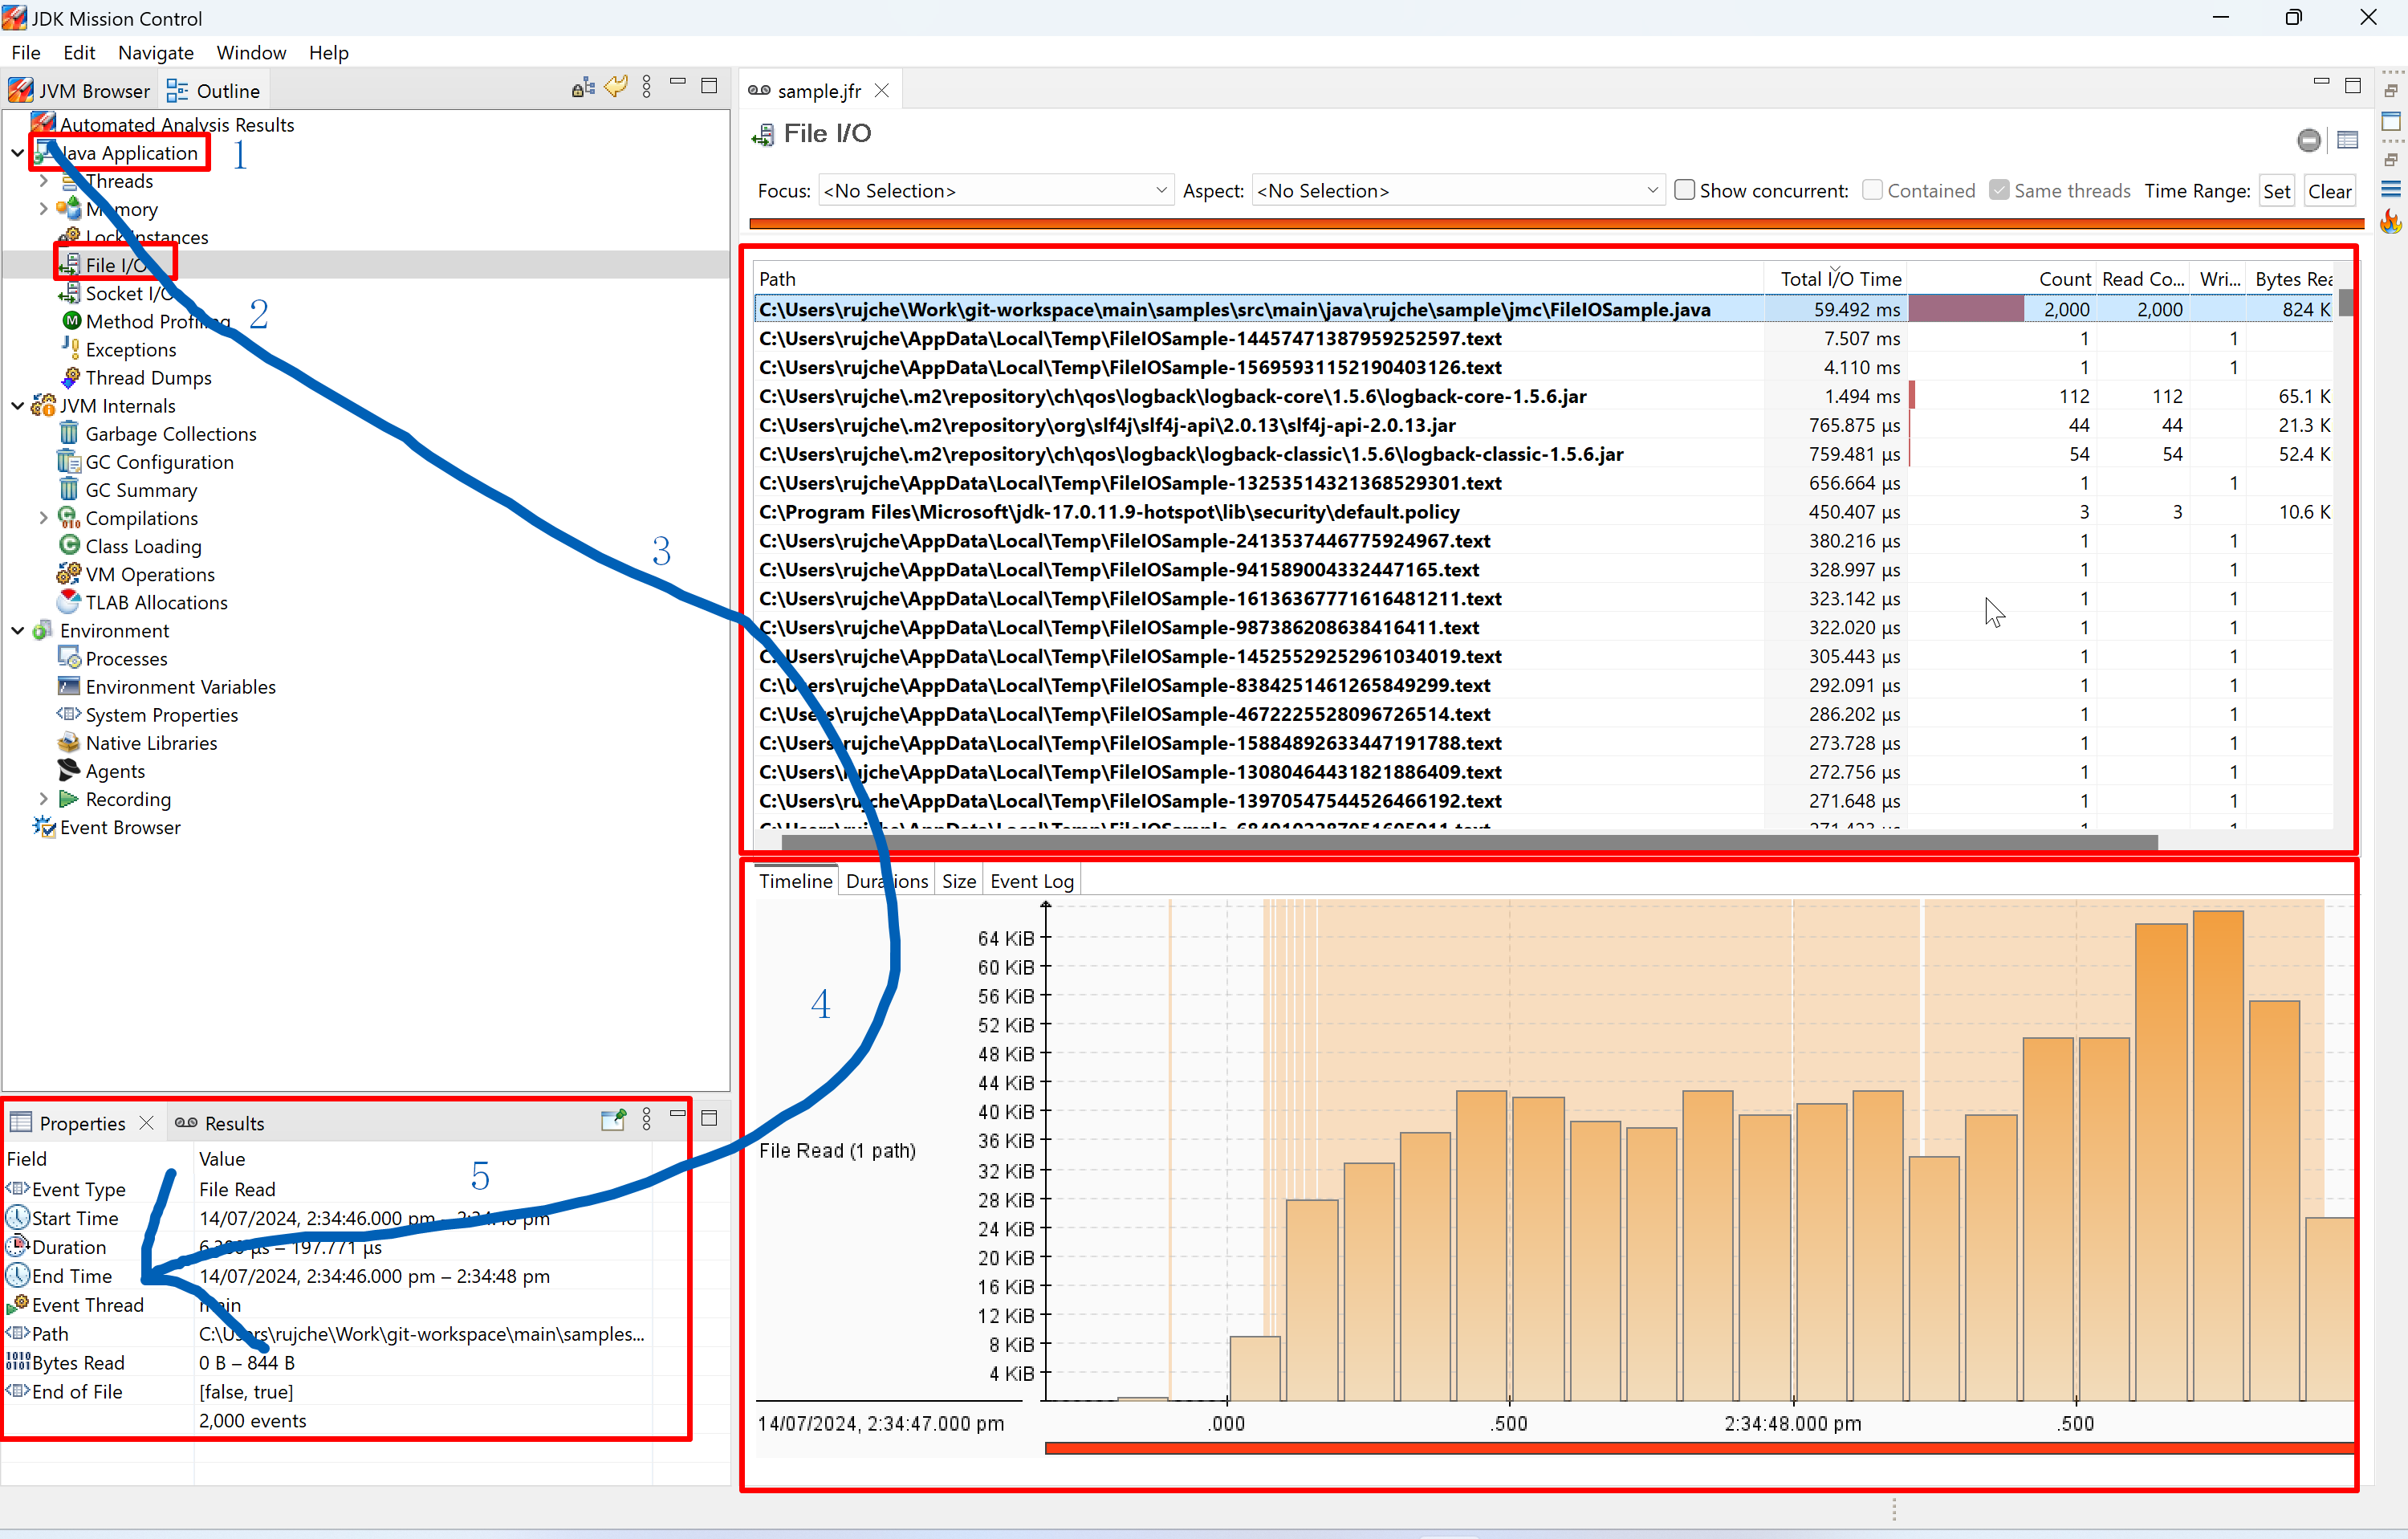 JDK Mission Control
File Edit Navigate Window Help
JVM Browser Outline
Automated Analysis Results
Java Application 1
Threads
Memory
Lock Instances
File I/O
Socket I/O 2
Method Profiling
Exceptions
Thread Dumps
JVM Internals
Garbage Collections
GC Configuration
GC Summary
Compilations
Class Loading 3
VM Operations
TLAB Allocations
Environment
Processes
Environment Variables
System Properties
Native Libraries
Agents
Recording
Event Browser
sample.jfr
File I/O
Focus: <No Selection> Aspect: <No Selection> Show concurrent: Contained Same threads Time Range: Set Clear
Path Total I/O Time Count Read Co... Wri... Bytes Rea
C:\Users\rujche\Work\git-workspace\main\samples\src\main\java\rujche\sample\jmc\FileIOSample.java 59.492 ms 2,000 2,000 824 K
C:\Users\rujche\AppData\Local\Temp\FileIOSample-14457471387959252597.text 7.507 ms 1 1
C:\Users\rujche\AppData\Local\Temp\FileIOSample-15695931152190403126.text 4.110 ms 1 1
C:\Users\rujche\.m2\repository\ch\qos\logback\logback-core\1.5.6\logback-core-1.5.6.jar 1.494 ms 112 112 65.1 K
C:\Users\rujche\.m2\repository\org\slf4j\slf4j-api\2.0.13\slf4j-api-2.0.13.jar 765.875 µs 44 44 21.3 K
C:\Users\rujche\.m2\repository\ch\qos\logback\logback-classic\1.5.6\logback-classic-1.5.6.jar 759.481 µs 54 54 52.4 K
C:\Users\rujche\AppData\Local\Temp\FileIOSample-13253514321368529301.text 656.664 µs 1 1
C:\Program Files\Microsoft\jdk-17.0.11.9-hotspot\lib\security\default.policy 450.407 µs 3 3 10.6 K
C:\Users\rujche\AppData\Local\Temp\FileIOSample-2413537446775924967.text 380.216 µs 1 1
C:\Users\rujche\AppData\Local\Temp\FileIOSample-941589004332447165.text 328.997 µs 1 1
C:\Users\rujche\AppData\Local\Temp\FileIOSample-16136367771616481211.text 323.142 µs 1 1
C:\Users\rujche\AppData\Local\Temp\FileIOSample-987386208638416411.text 322.020 µs 1 1
C:\Users\rujche\AppData\Local\Temp\FileIOSample-14525529252961034019.text 305.443 µs 1 1
C:\Users\rujche\AppData\Local\Temp\FileIOSample-8384251461265849299.text 292.091 µs 1 1
C:\Users\rujche\AppData\Local\Temp\FileIOSample-4672225528096726514.text 286.202 µs 1 1
C:\Users\rujche\AppData\Local\Temp\FileIOSample-15884892633447191788.text 273.728 µs 1 1
C:\Users\rujche\AppData\Local\Temp\FileIOSample-13080464431821886409.text 272.756 µs 1 1
C:\Users\rujche\AppData\Local\Temp\FileIOSample-13970547544526466192.text 271.648 µs 1 1
Timeline Durations Size Event Log
64 KiB
60 KiB
56 KiB
4
52 KiB
48 KiB
44 KiB
40 KiB
36 KiB
File Read (1 path)
32 KiB
28 KiB
24 KiB
20 KiB
16 KiB
12 KiB
8 KiB
4 KiB
14/07/2024, 2:34:47.000 pm .000 .500 2:34:48.000 pm .500
Properties Results
Field Value
5
Event Type File Read
Start Time 14/07/2024, 2:34:46.000 pm – 2:34:48 pm
Duration µs – 197.771 µs
End Time 14/07/2024, 2:34:46.000 pm – 2:34:48 pm
Event Thread main
Path C:\Users\rujche\Work\git-workspace\main\samples...
Bytes Read 0 B – 844 B
End of File [false, true]
2,000 events